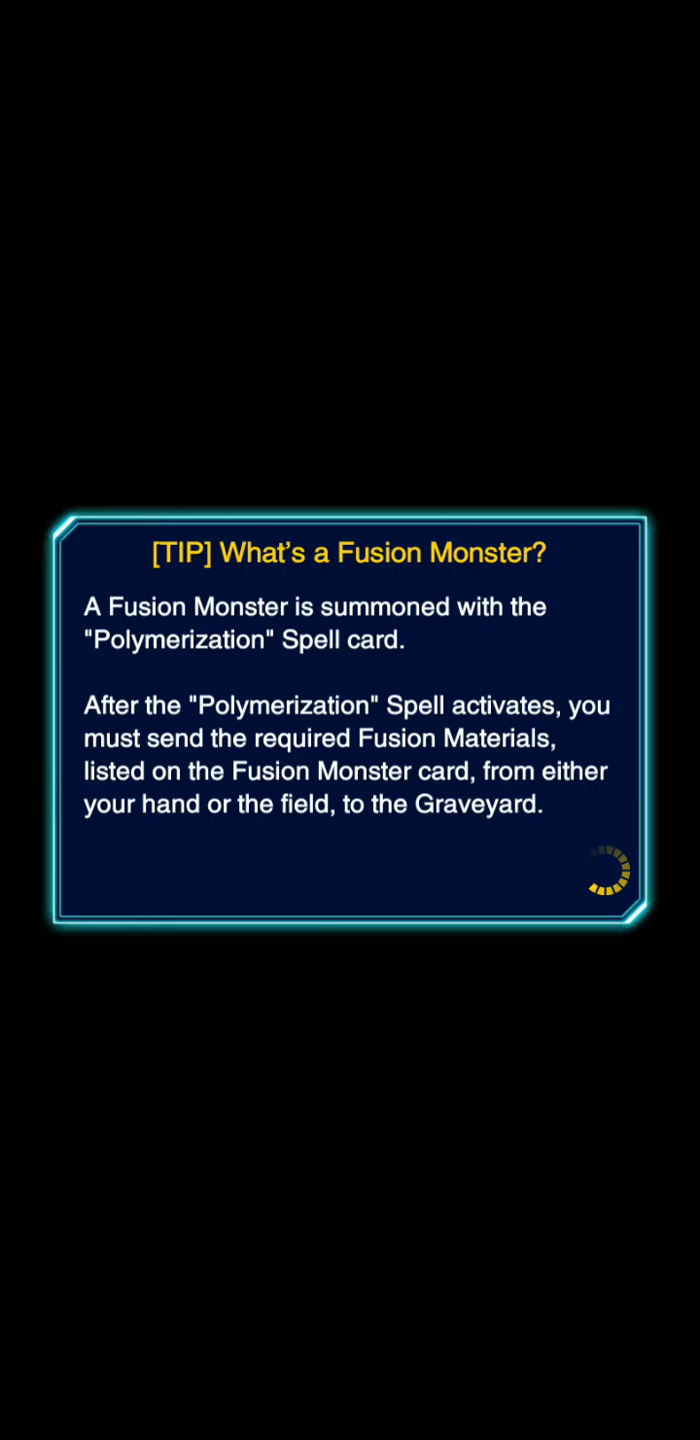 [TIP] What’s a Fusion Monster?
A Fusion Monster is summoned with the
"Polymerization" Spell card.
After the "Polymerization" Spell activates, you
must send the required Fusion Materials,
listed on the Fusion Monster card, from either
your hand or the field, to the Graveyard.